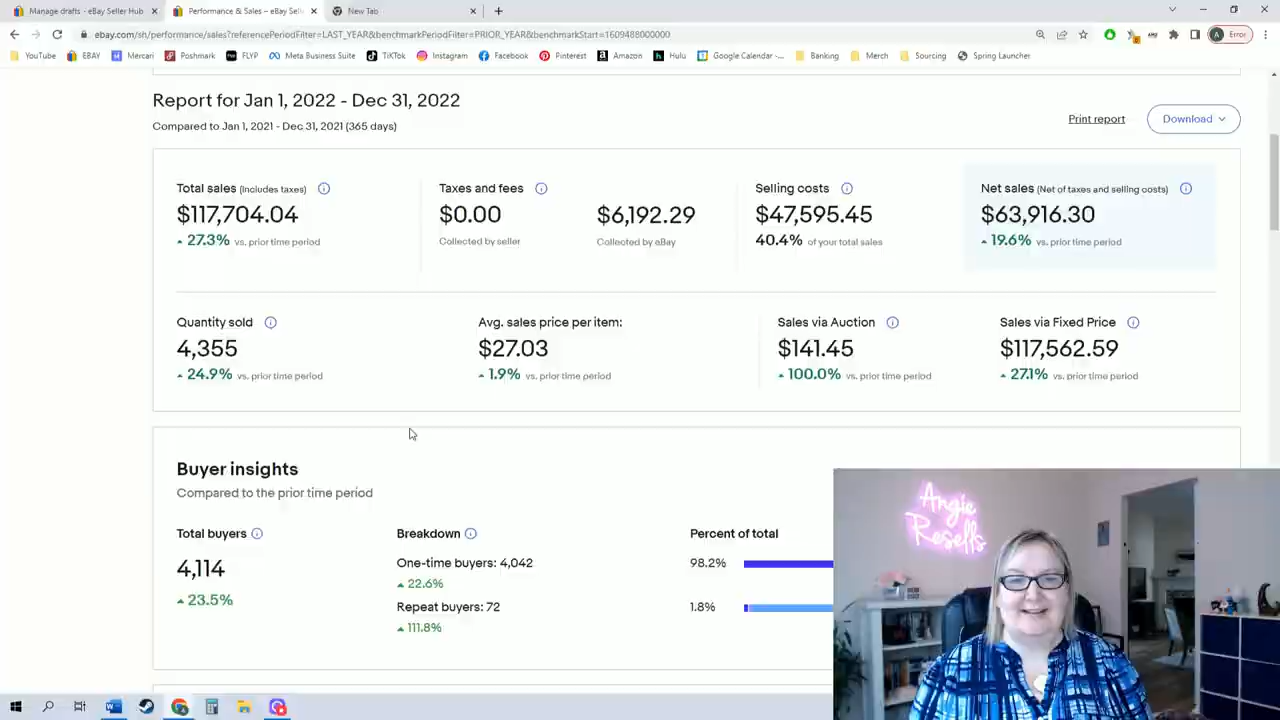 Manage drafts - eBay Seller Hub
Performance & Sales – eBay Sell
New Tab
ebay.com/sh/performance/sales?referencePeriodFilter=LAST_YEAR&benchmarkPeriodFilter=PRIOR_YEAR&benchmarkStart=1609488000000
A
Error
YouTube
EBAY
Mercari
Poshmark
FLYP
Meta Business Suite
TikTok
Instagram
Facebook
Pinterest
Amazon
Hulu
Google Calendar -...
Banking
Merch
Sourcing
Spring Launcher
Report for Jan 1, 2022 - Dec 31, 2022
Compared to Jan 1, 2021 - Dec 31, 2021 (365 days)
Print report
Download
Total sales (Includes taxes)
$117,704.04
27.3% vs. prior time period
Taxes and fees
$0.00
Collected by seller
$6,192.29
Collected by eBay
Selling costs
$47,595.45
40.4% of your total sales
Net sales (Net of taxes and selling costs)
$63,916.30
19.6% vs. prior time period
Quantity sold
4,355
24.9% vs. prior time period
Avg. sales price per item:
$27.03
1.9% vs. prior time period
Sales via Auction
$141.45
100.0% vs. prior time period
Sales via Fixed Price
$117,562.59
27.1% vs. prior time period
Buyer insights
Compared to the prior time period
Total buyers
4,114
23.5%
Breakdown
One-time buyers: 4,042
22.6%
Repeat buyers: 72
111.8%
Percent of total
98.2%
1.8%
Angie
Resells